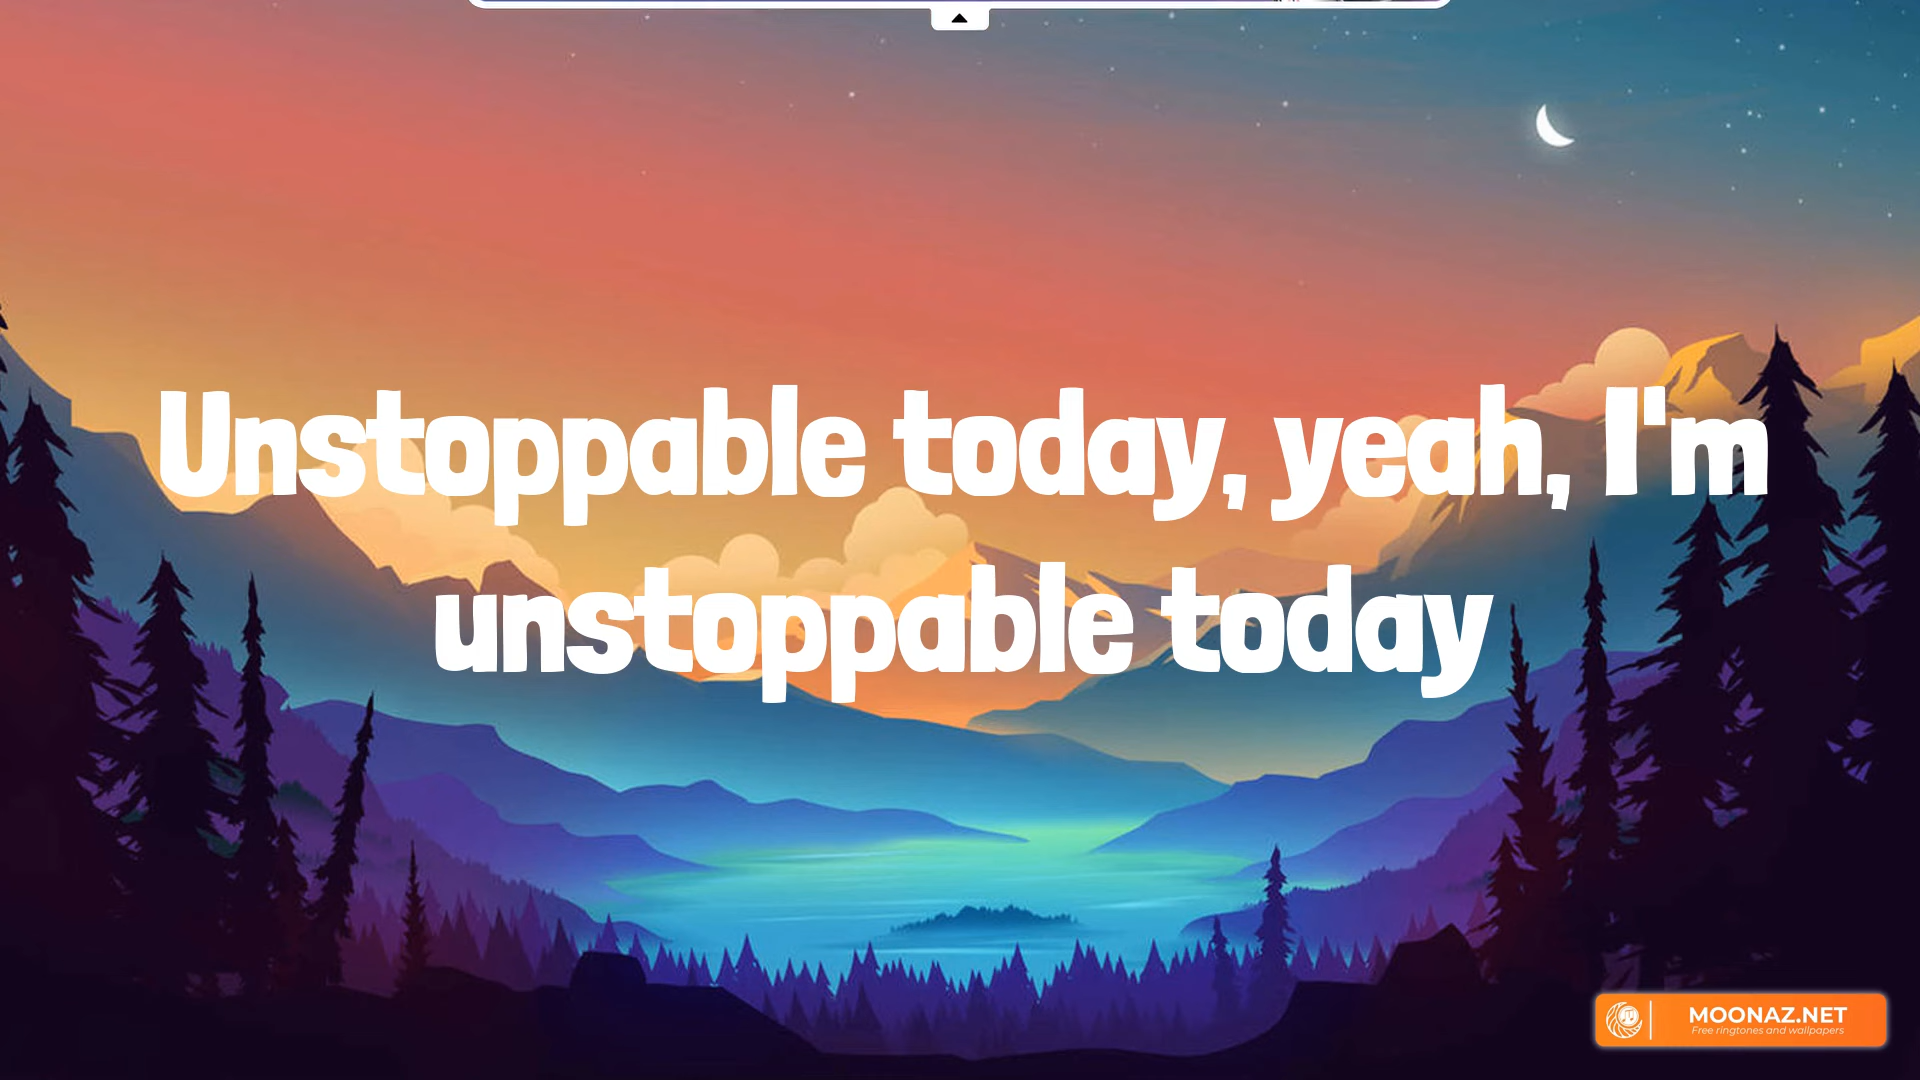 Unstoppable today, yeah, I'm
unstoppable today
MOONAZ.NET
Free ringtones and wallpapers